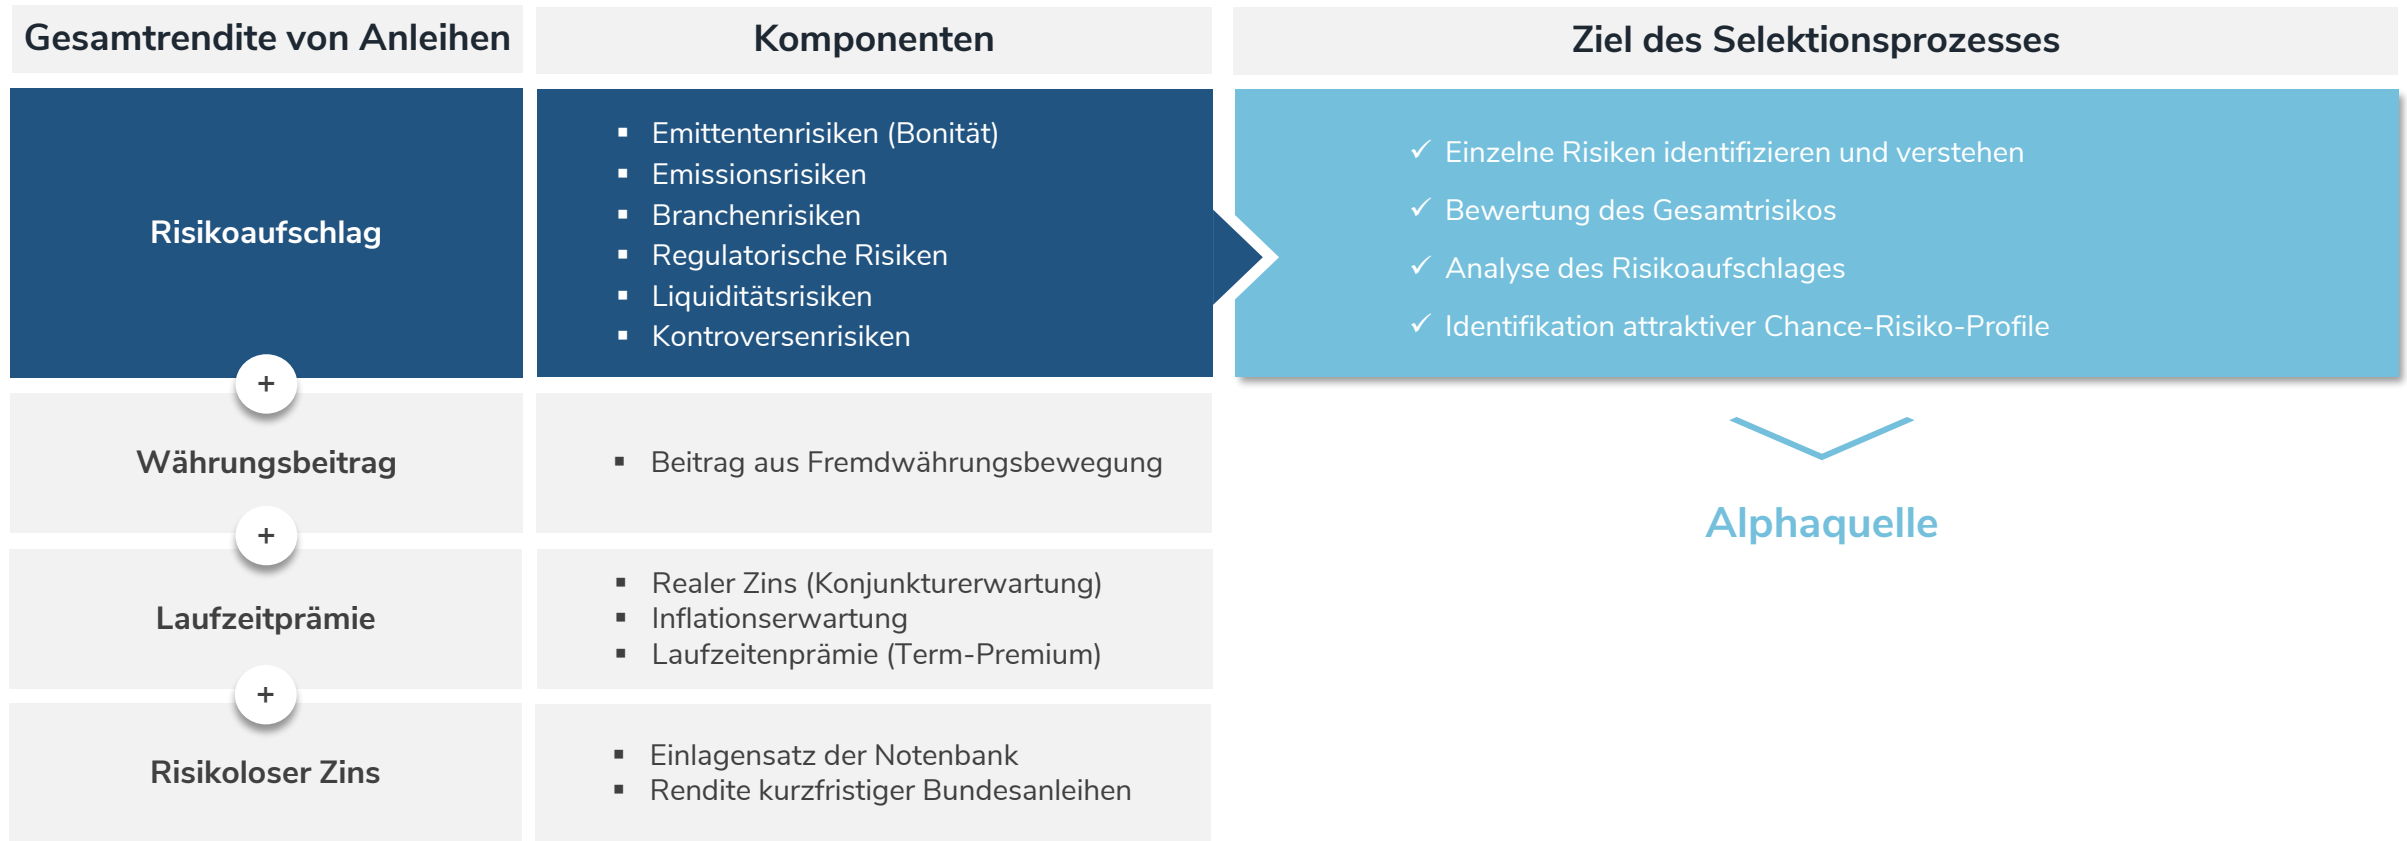 Gesamtrendite von Anleihen
Komponenten
Ziel des Selektionsprozesses
Risikoaufschlag
▪ Emittentenrisiken (Bonität)
▪ Emissionsrisiken
▪ Branchenrisiken
▪ Regulatorische Risiken
▪ Liquiditätsrisiken
▪ Kontroversenrisiken
✓ Einzelne Risiken identifizieren und verstehen
✓ Bewertung des Gesamtrisikos
✓ Analyse des Risikoaufschlages
✓ Identifikation attraktiver Chance-Risiko-Profile
+
Währungsbeitrag
▪ Beitrag aus Fremdwährungsbewegung
Alphaquelle
+
Laufzeitprämie
▪ Realer Zins (Konjunkturerwartung)
▪ Inflationserwartung
▪ Laufzeitenprämie (Term-Premium)
+
Risikoloser Zins
▪ Einlagensatz der Notenbank
▪ Rendite kurzfristiger Bundesanleihen